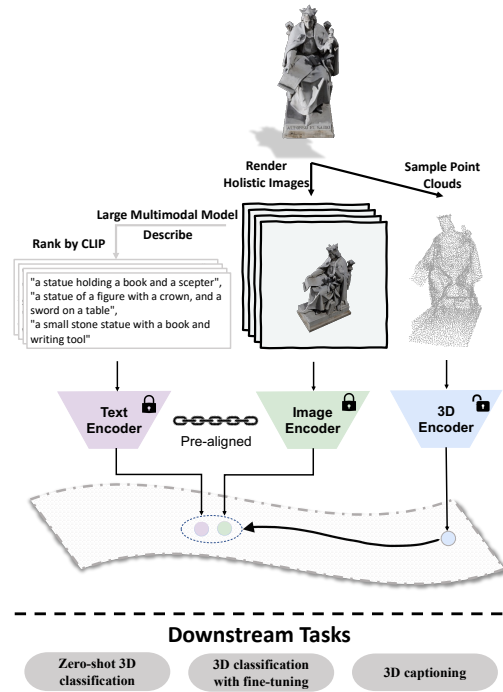 Render
Holistic Images
Sample Point
Clouds
Large Multimodal Model
Describe
Rank by CLIP
"a statue holding a book and a scepter",
"a statue of a figure with a crown, and a
sword on a table",
"a small stone statue with a book and
writing tool"
Text
Encoder
Pre-aligned
Image
Encoder
3D
Encoder
Downstream Tasks
Zero-shot 3D
classification
3D classification
with fine-tuning
3D captioning